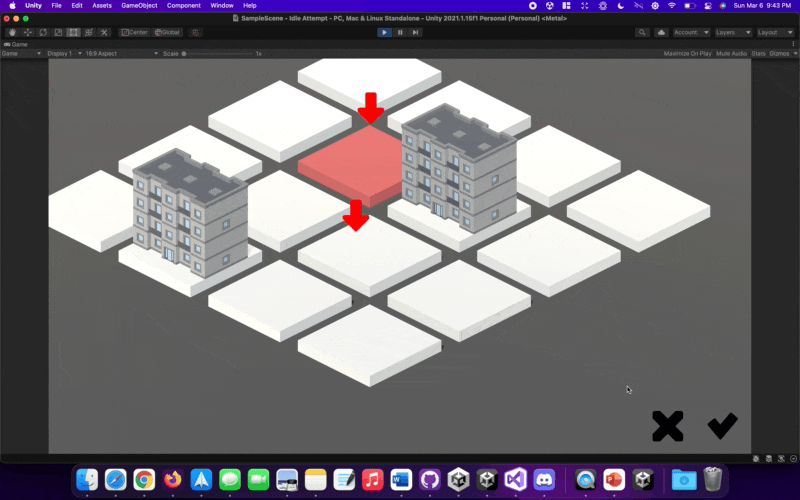 Unity File Edit Assets GameObject Component Window Help Sun Mar 6 9:43 PM
SampleScene - Idle Attempt - PC, Mac & Linux Standalone - Unity 2021.1.15f1 Personal (Personal) <Metal>
Center Global Account Layers Layout
Game
Game Display 1 16:9 Aspect Scale 1x Maximize On Play Mute Audio Stats Gizmos